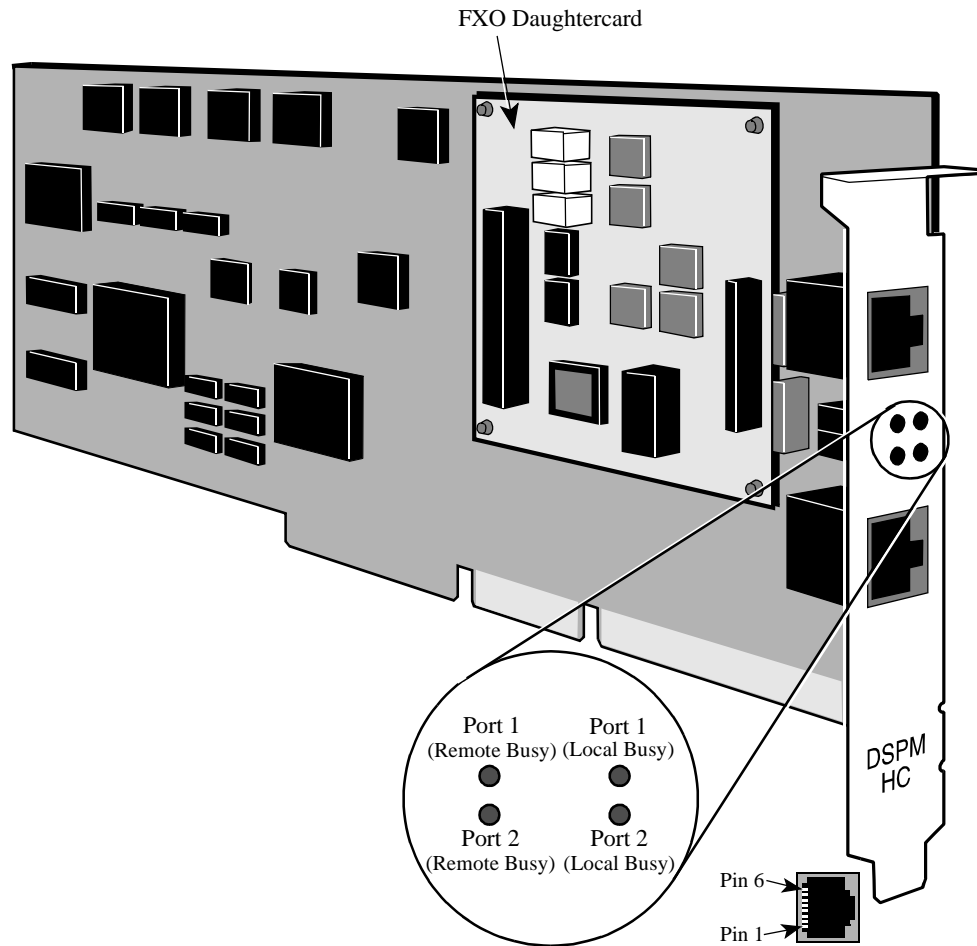 FXO Daughtercard
Port 1
(Remote Busy)
Port 1
(Local Busy)
Port 2
(Remote Busy)
Port 2
(Local Busy)
DSPM
HC
Pin 6
Pin 1